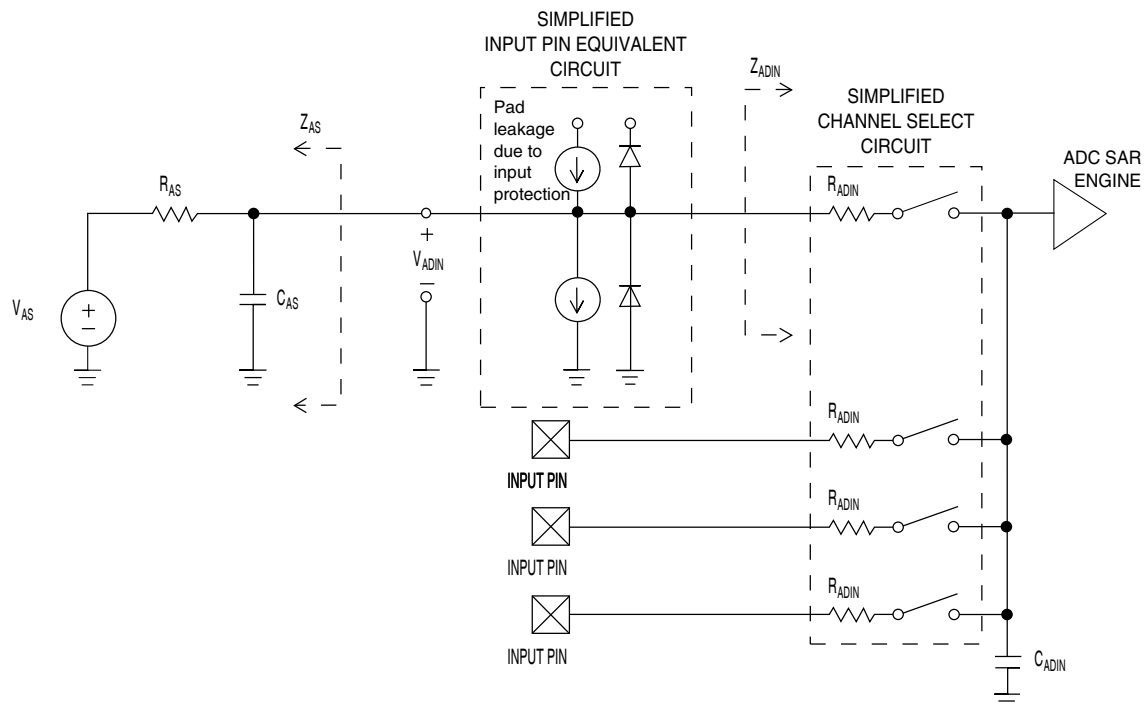 SIMPLIFIED
INPUT PIN EQUIVALENT
CIRCUIT
Z_ADIN
SIMPLIFIED
CHANNEL SELECT
CIRCUIT
Pad
leakage
due to
input
protection
Z_AS
ADC SAR
ENGINE
R_AS
R_ADIN
+
V_ADIN
−
C_AS
V_AS
+
−
R_ADIN
INPUT PIN
R_ADIN
INPUT PIN
R_ADIN
INPUT PIN
C_ADIN